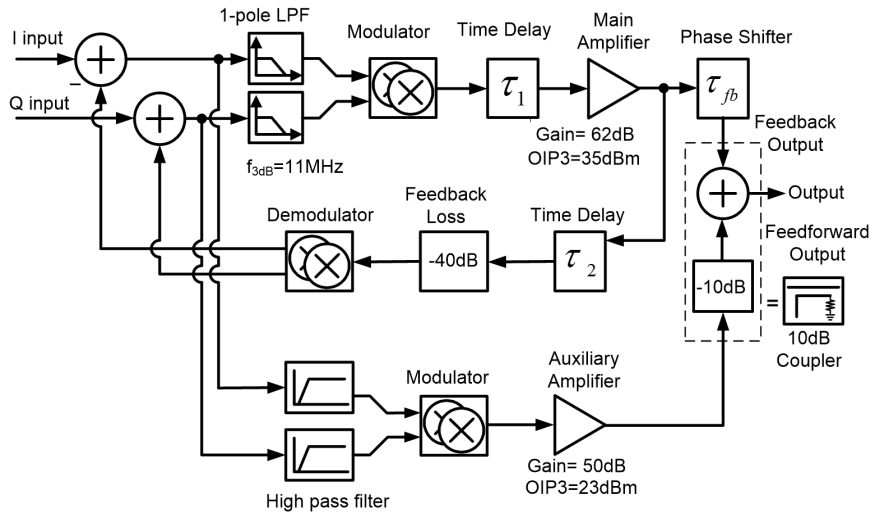 1-pole LPF
Modulator
Time Delay
Main
Amplifier
Phase Shifter
I input
Q input
τ1
τfb
Gain= 62dB
OIP3=35dBm
f3dB=11MHz
Feedback
Output
Output
Demodulator
Feedback
Loss
Time Delay
-40dB
τ2
Feedforward
Output
-10dB
=
10dB
Coupler
Modulator
Auxiliary
Amplifier
Gain= 50dB
OIP3=23dBm
High pass filter